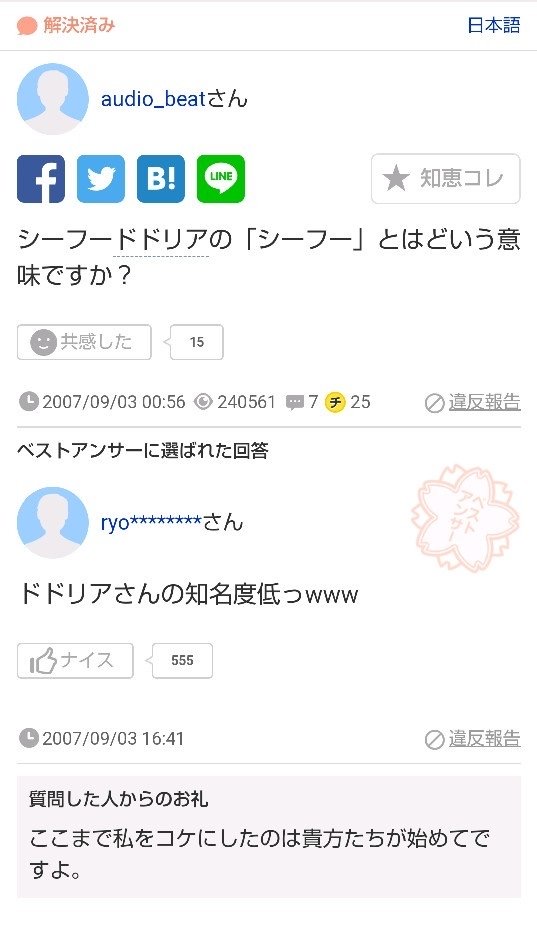 解決済み
日本語
audio_beatさん
B!
LINE
知恵コレ
シーフードドリアの「シーフー」とはどいう意
味ですか？
共感した
15
2007/09/03 00:56
240561
7
チ
25
違反報告
ベストアンサーに選ばれた回答
ryo********さん
ベスト
アンサー
ドドリアさんの知名度低っwww
ナイス
555
2007/09/03 16:41
違反報告
質問した人からのお礼
ここまで私をコケにしたのは貴方たちが始めてで
すよ。